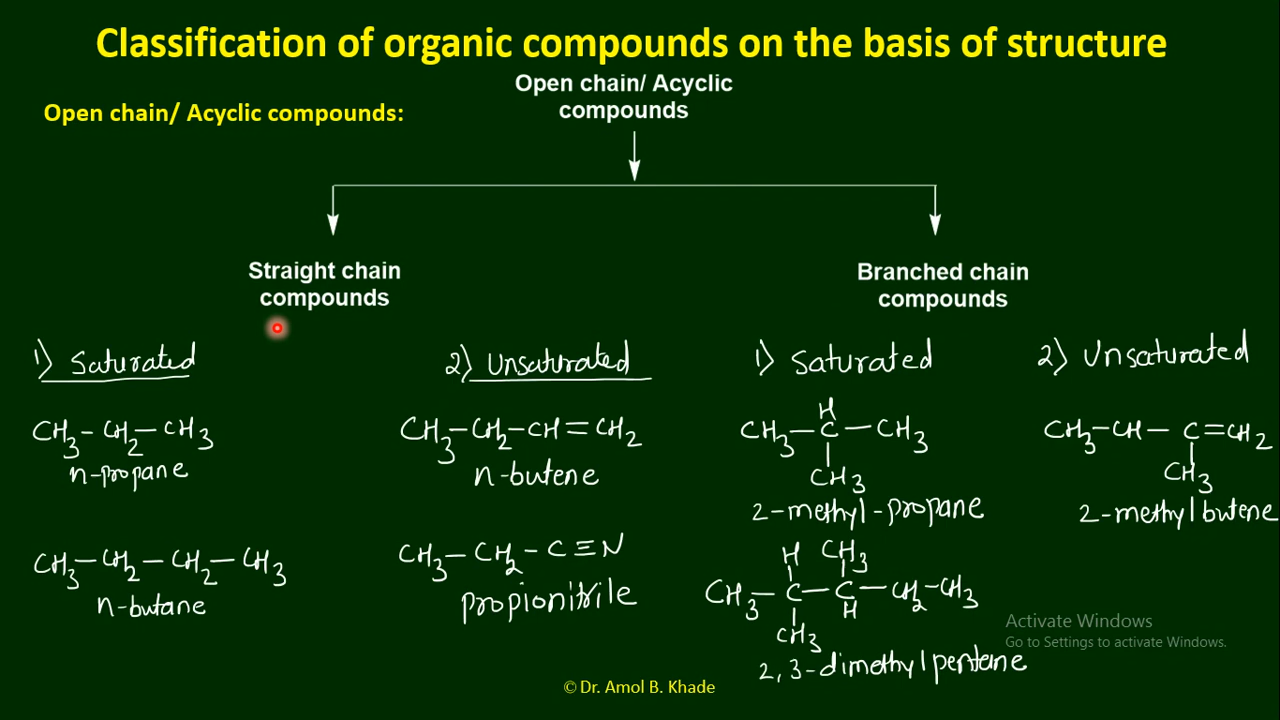 Classification of organic compounds on the basis of structure
Open chain/ Acyclic
compounds
Open chain/ Acyclic compounds:
Straight chain
compounds
Branched chain
compounds
1) Saturated
CH3-CH2-CH3
n-propane
CH3-CH2-CH2-CH3
n-butane
2) Unsaturated
CH3-CH2-CH=CH2
n-butene
CH3-CH2-C≡N
propionitrile
1) Saturated
H
CH3-C-CH3
CH3
2-methyl-propane
H CH3
CH3-C-C-CH2-CH3
H
CH3
2,3-dimethylpentane
2) Unsaturated
CH3-CH-C=CH2
CH3
2-methylbutene
Activate Windows
Go to Settings to activate Windows.
© Dr. Amol B. Khade